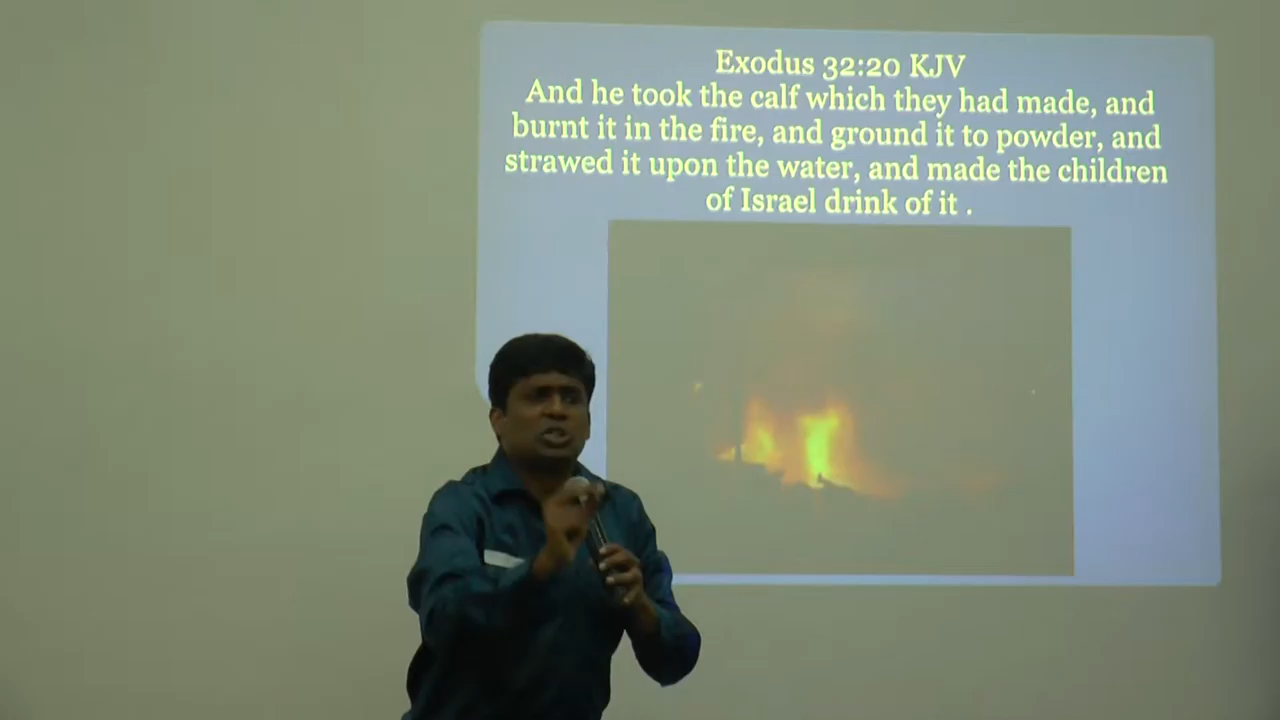 Exodus 32:20 KJV
And he took the calf which they had made, and
burnt it in the fire, and ground it to powder, and
strawed it upon the water, and made the children
of Israel drink of it .